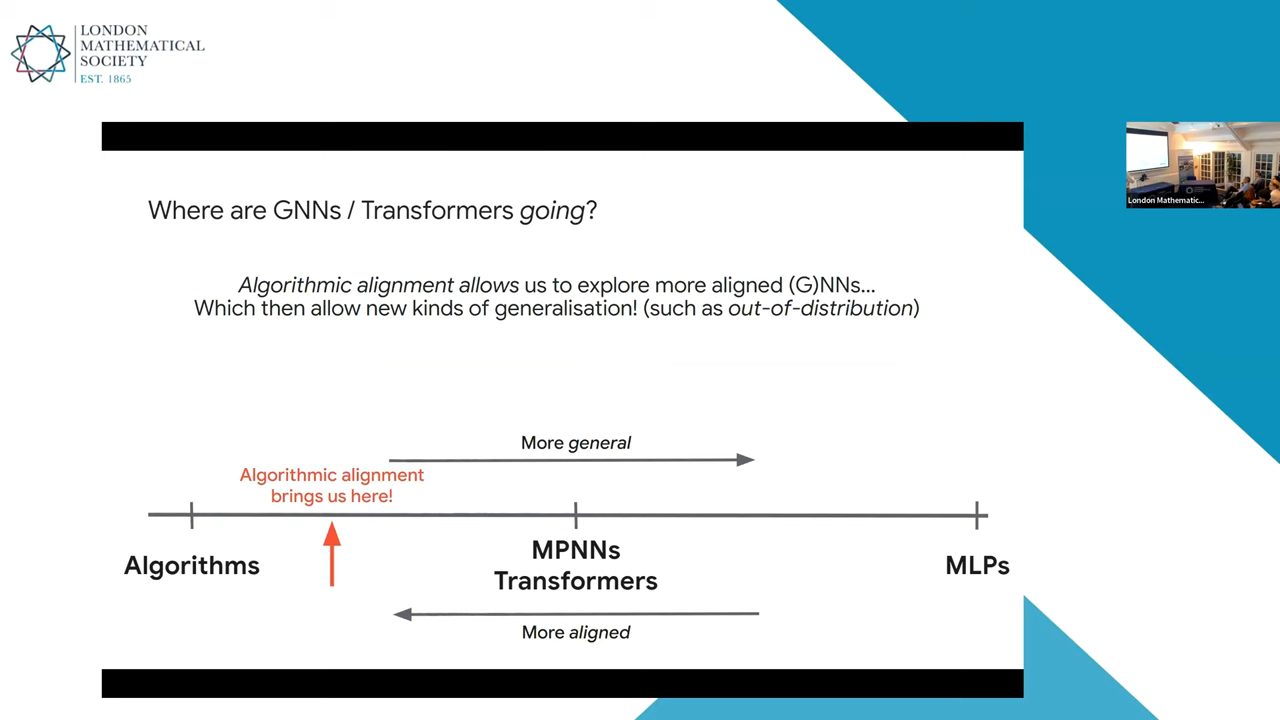 LONDON
MATHEMATICAL
SOCIETY
EST. 1865
London Mathematic...
Where are GNNs / Transformers going?
Algorithmic alignment allows us to explore more aligned (G)NNs...
Which then allow new kinds of generalisation! (such as out-of-distribution)
More general
Algorithmic alignment
brings us here!
Algorithms
MPNNs
Transformers
MLPs
More aligned